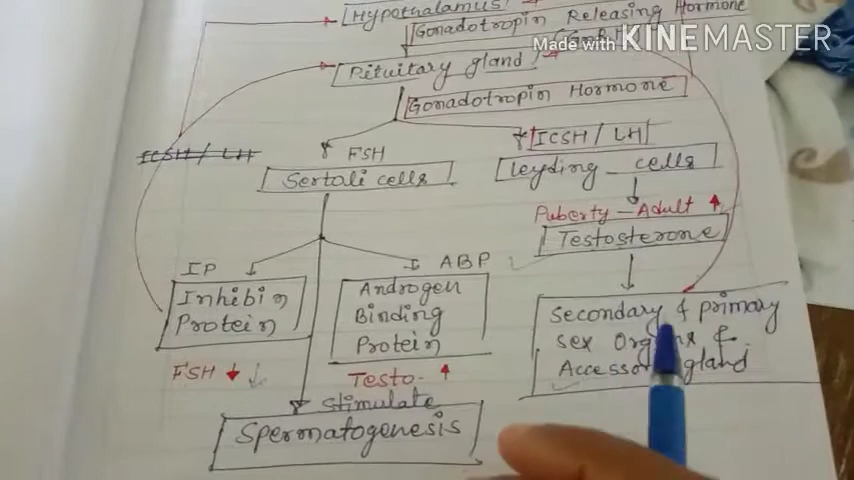 Hypothalamus
Gonadotropin Releasing Hormone
(GnRH)
Made with KINEMASTER
Pituitary gland
Gonadotropin Hormone
ICSH / LH
FSH
ICSH / LH
Sertali cells
Leyding - cells
Puberty - Adult
Testosterone
IP
ABP
Inhibin
Protein
Androgen
Binding
Protein
Secondary & primary
sex Organs &
Accessory gland
FSH
Testo-
Stimulate
Spermatogenesis